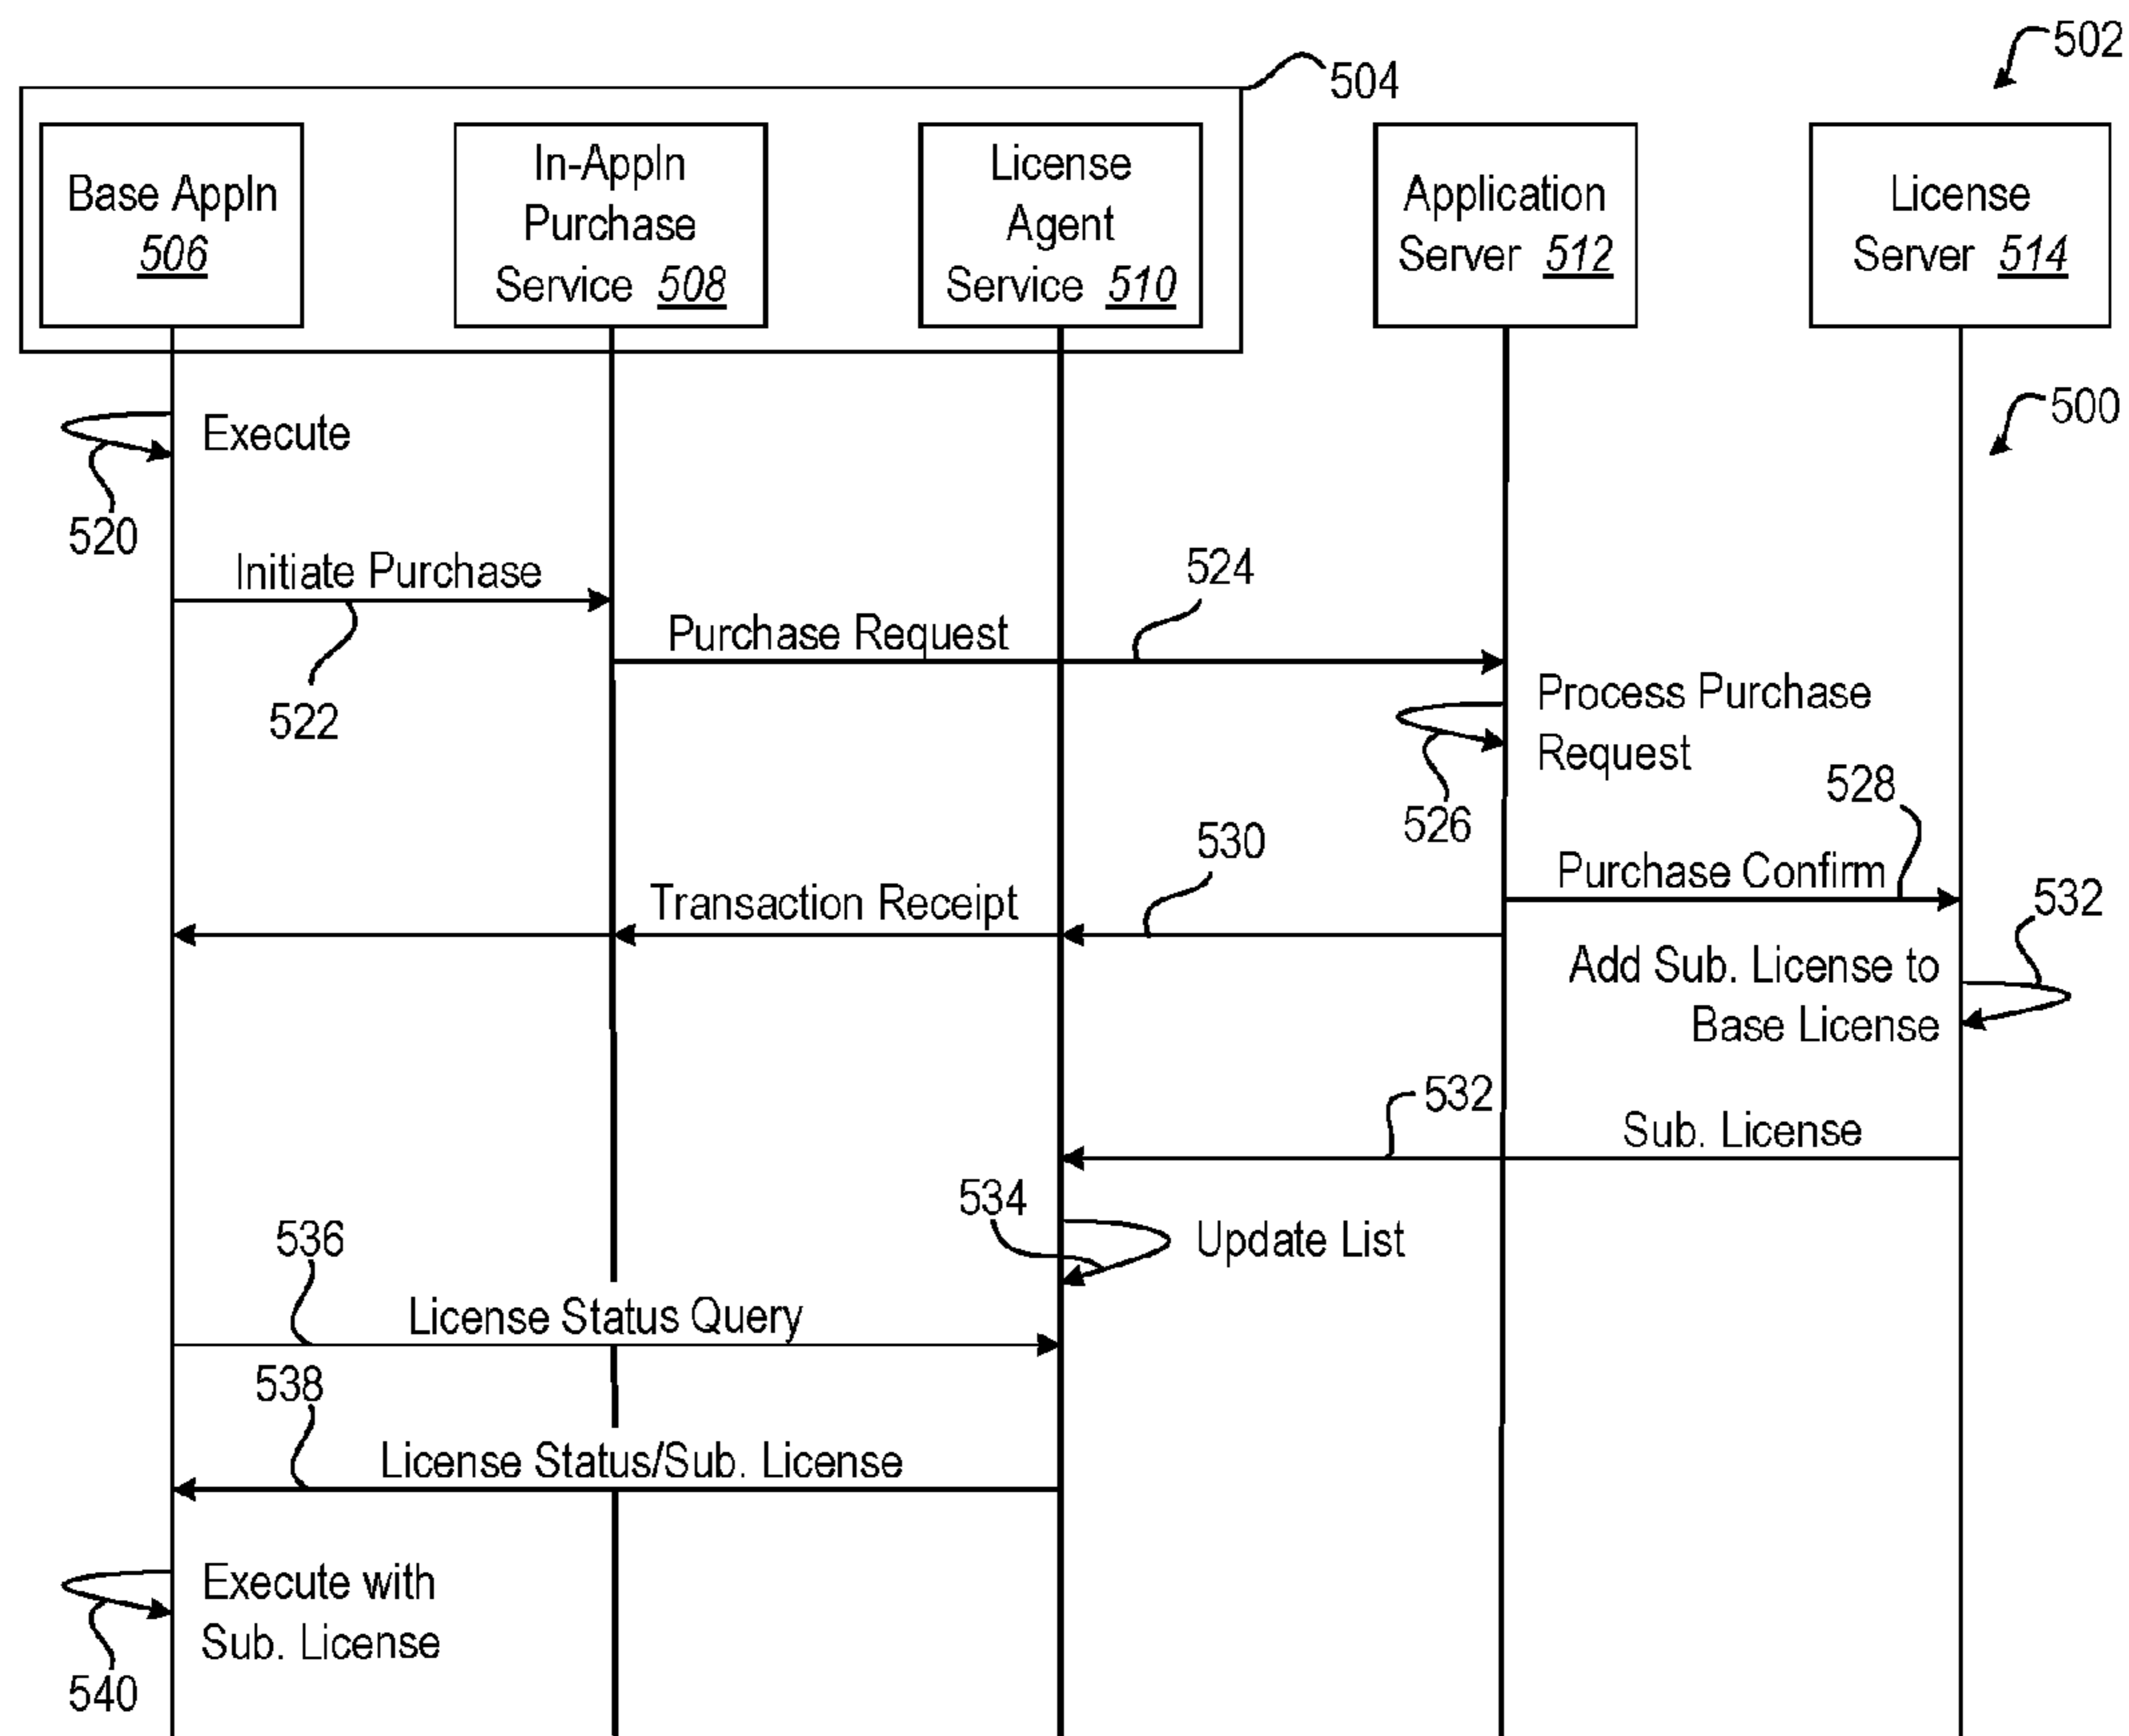 502
504
Base Appln
506
In-Appln
Purchase
Service 508
License
Agent
Service 510
Application
Server 512
License
Server 514
500
Execute
520
Initiate Purchase
522
524
Purchase Request
Process Purchase
Request
526
528
Purchase Confirm
530
Transaction Receipt
532
Add Sub. License to
Base License
532
Sub. License
534
Update List
536
License Status Query
538
License Status/Sub. License
Execute with
Sub. License
540